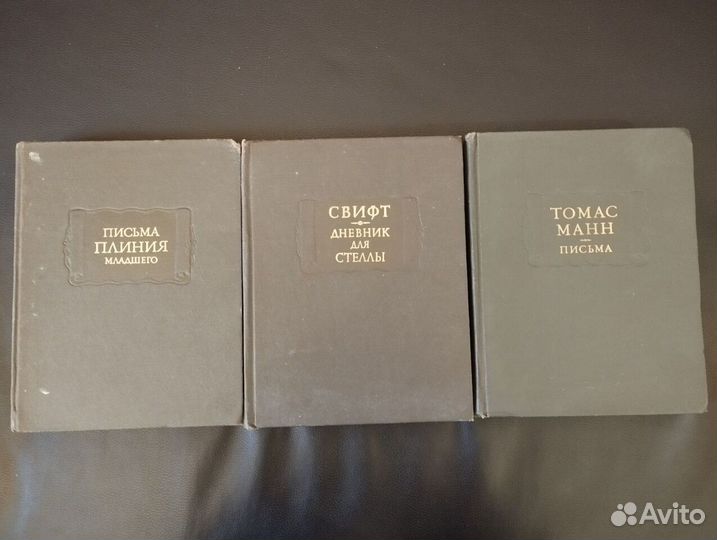 ПИСЬМА
ПЛИНИЯ
МЛАДШЕГО
СВИФТ
ДНЕВНИК
ДЛЯ
СТЕЛЛЫ
ТОМАС
МАНН
ПИСЬМА
Avito